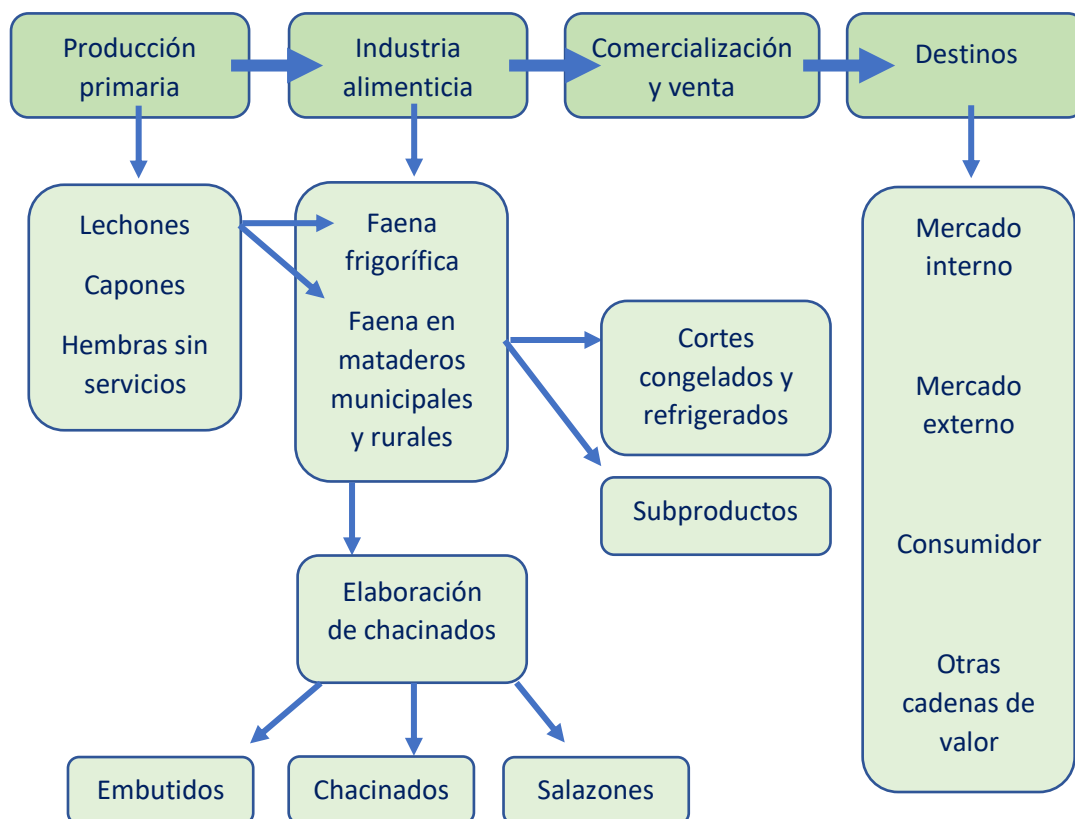 Producción
primaria
Industria
alimenticia
Comercialización
y venta
Destinos
Lechones
Capones
Hembras sin
servicios
Faena
frigorífica
Faena en
mataderos
municipales
y rurales
Cortes
congelados y
refrigerados
Subproductos
Mercado
interno
Mercado
externo
Consumidor
Otras
cadenas de
valor
Elaboración
de chacinados
Embutidos
Chacinados
Salazones